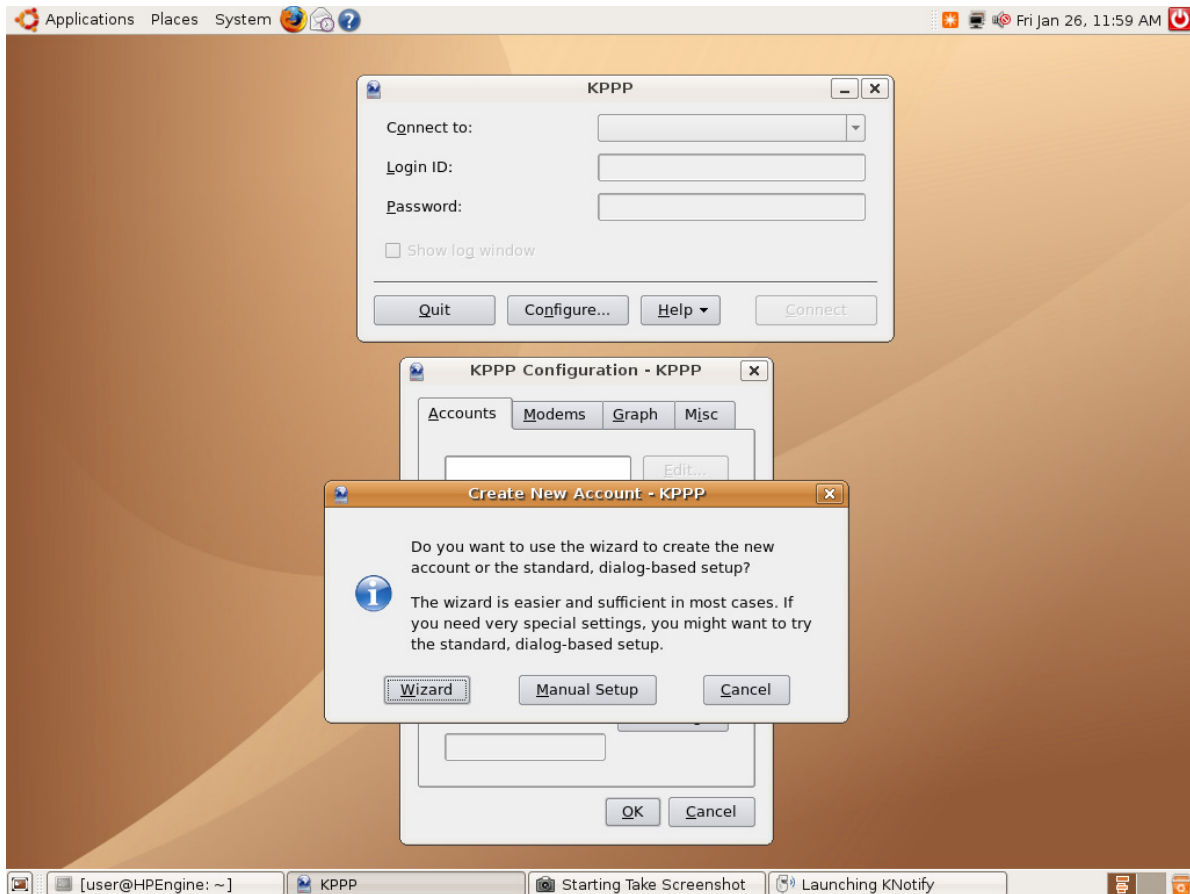 Applications Places System Fri Jan 26, 11:59 AM
KPPP
Connect to:
Login ID:
Password:
Show log window
Quit Configure... Help Connect
KPPP Configuration - KPPP
Accounts Modems Graph Misc
Edit...
Create New Account - KPPP
Do you want to use the wizard to create the new
account or the standard, dialog-based setup?
The wizard is easier and sufficient in most cases. If
you need very special settings, you might want to try
the standard, dialog-based setup.
Wizard Manual Setup Cancel
OK Cancel
[user@HPEngine: ~] KPPP Starting Take Screenshot Launching KNotify